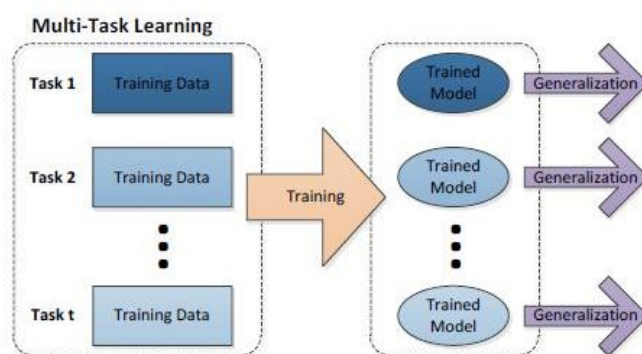 Multi-Task Learning
Task 1
Training Data
Trained
Model
Generalization
Task 2
Training Data
Training
Trained
Model
Generalization
Task t
Training Data
Trained
Model
Generalization